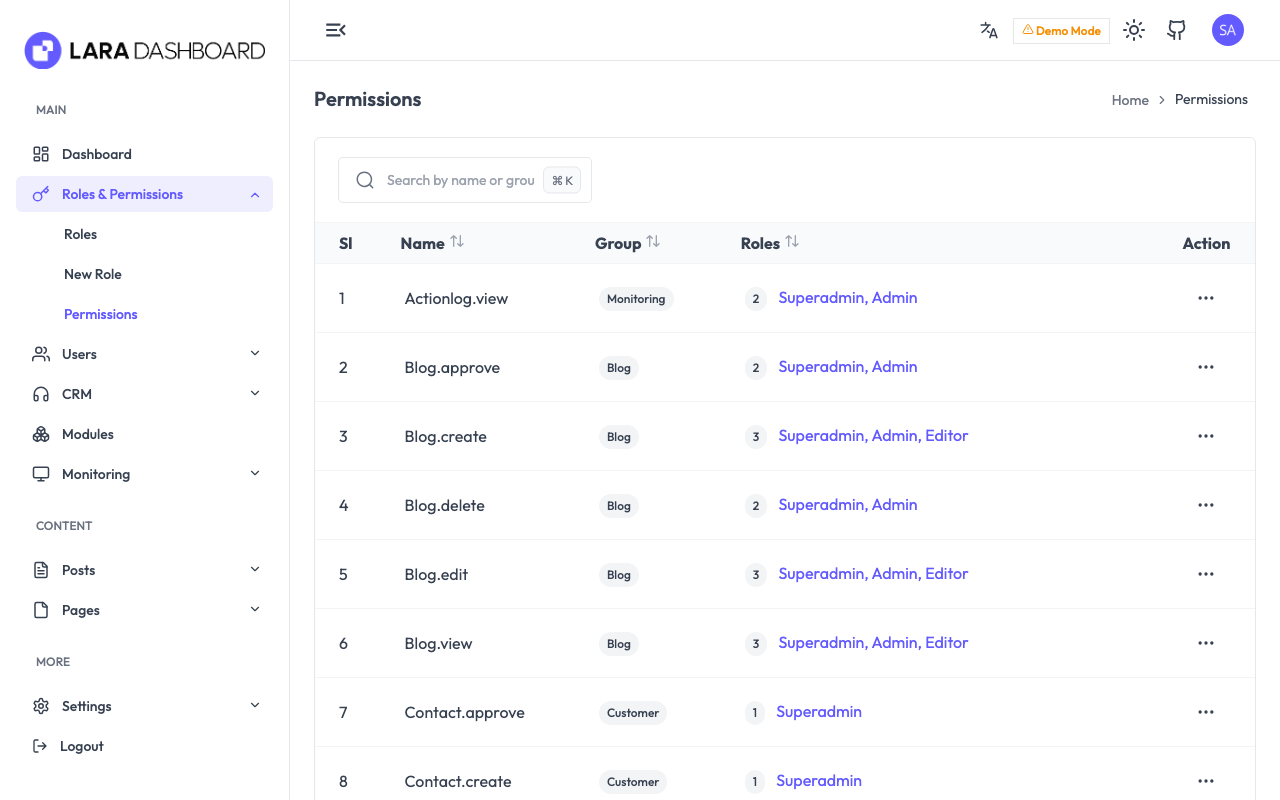 LARA DASHBOARD
MAIN
Dashboard
Roles & Permissions
Roles
New Role
Permissions
Users
CRM
Modules
Monitoring
CONTENT
Posts
Pages
MORE
Settings
Logout
Demo Mode
SA
Permissions
Home > Permissions
Search by name or grou ⌘ K
Sl Name Group Roles Action
1 Actionlog.view Monitoring 2 Superadmin, Admin
2 Blog.approve Blog 2 Superadmin, Admin
3 Blog.create Blog 3 Superadmin, Admin, Editor
4 Blog.delete Blog 2 Superadmin, Admin
5 Blog.edit Blog 3 Superadmin, Admin, Editor
6 Blog.view Blog 3 Superadmin, Admin, Editor
7 Contact.approve Customer 1 Superadmin
8 Contact.create Customer 1 Superadmin